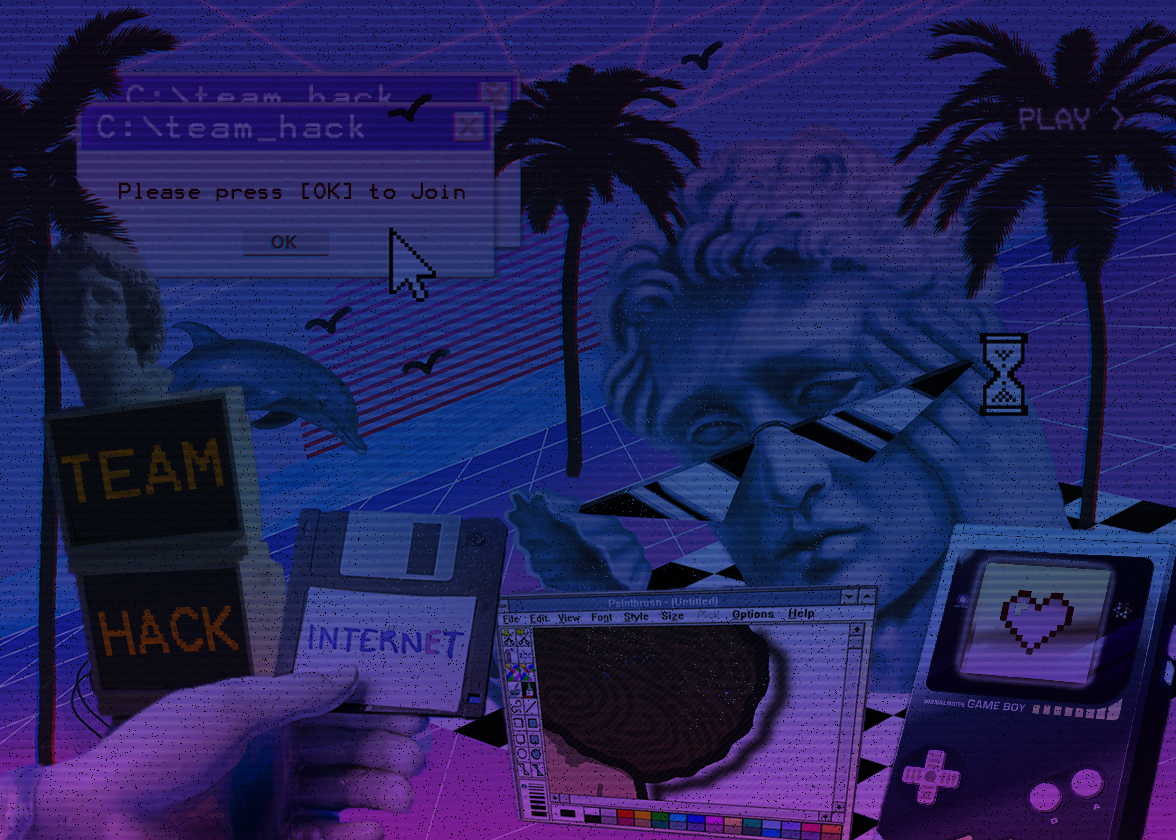 C:\team_hack
C:\team_hack
PLAY >
Please press [OK] to Join
OK
TEAM
HACK
INTERNET
Paintbrush - (Untitled)
File Edit View Font Style Size Options Help
GAME BOY
A